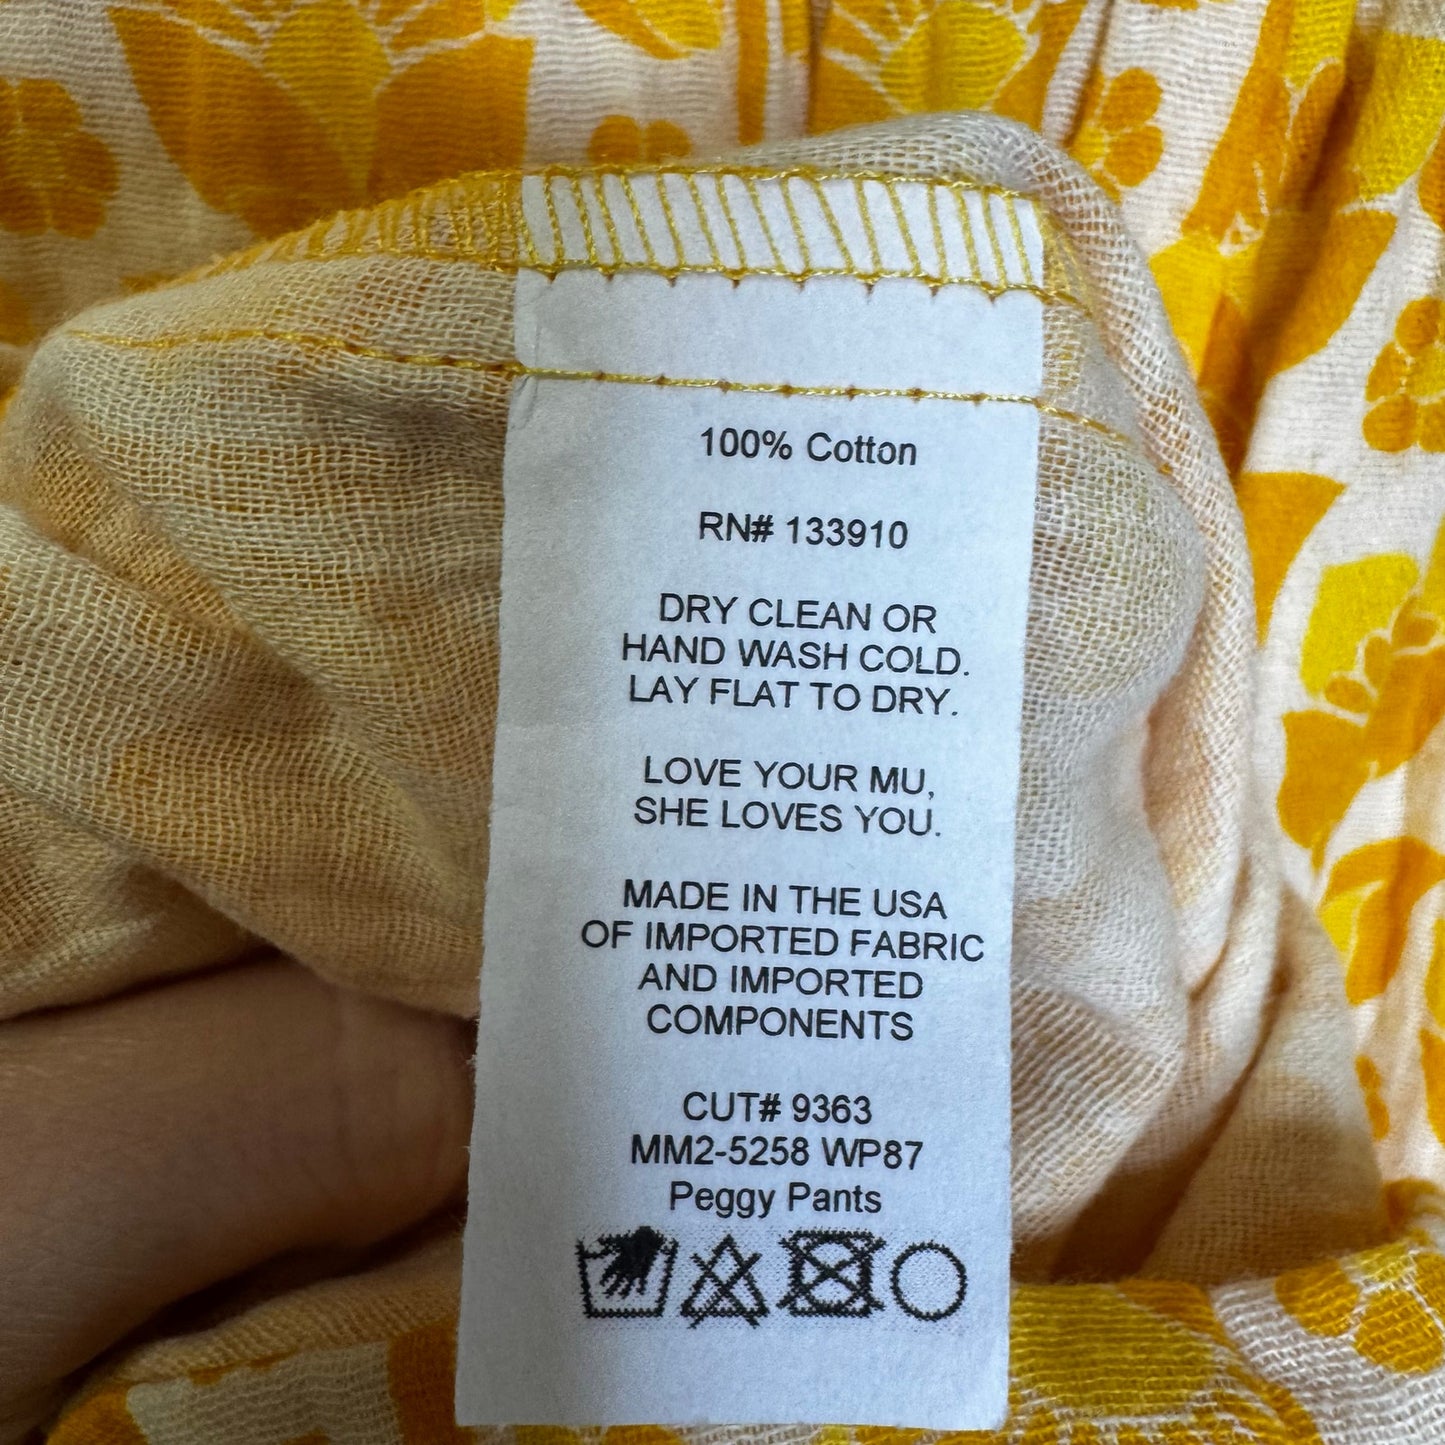 100% Cotton
RN# 133910
DRY CLEAN OR
HAND WASH COLD.
LAY FLAT TO DRY.
LOVE YOUR MU,
SHE LOVES YOU.
MADE IN THE USA
OF IMPORTED FABRIC
AND IMPORTED
COMPONENTS
CUT# 9363
MM2-5258 WP87
Peggy Pants